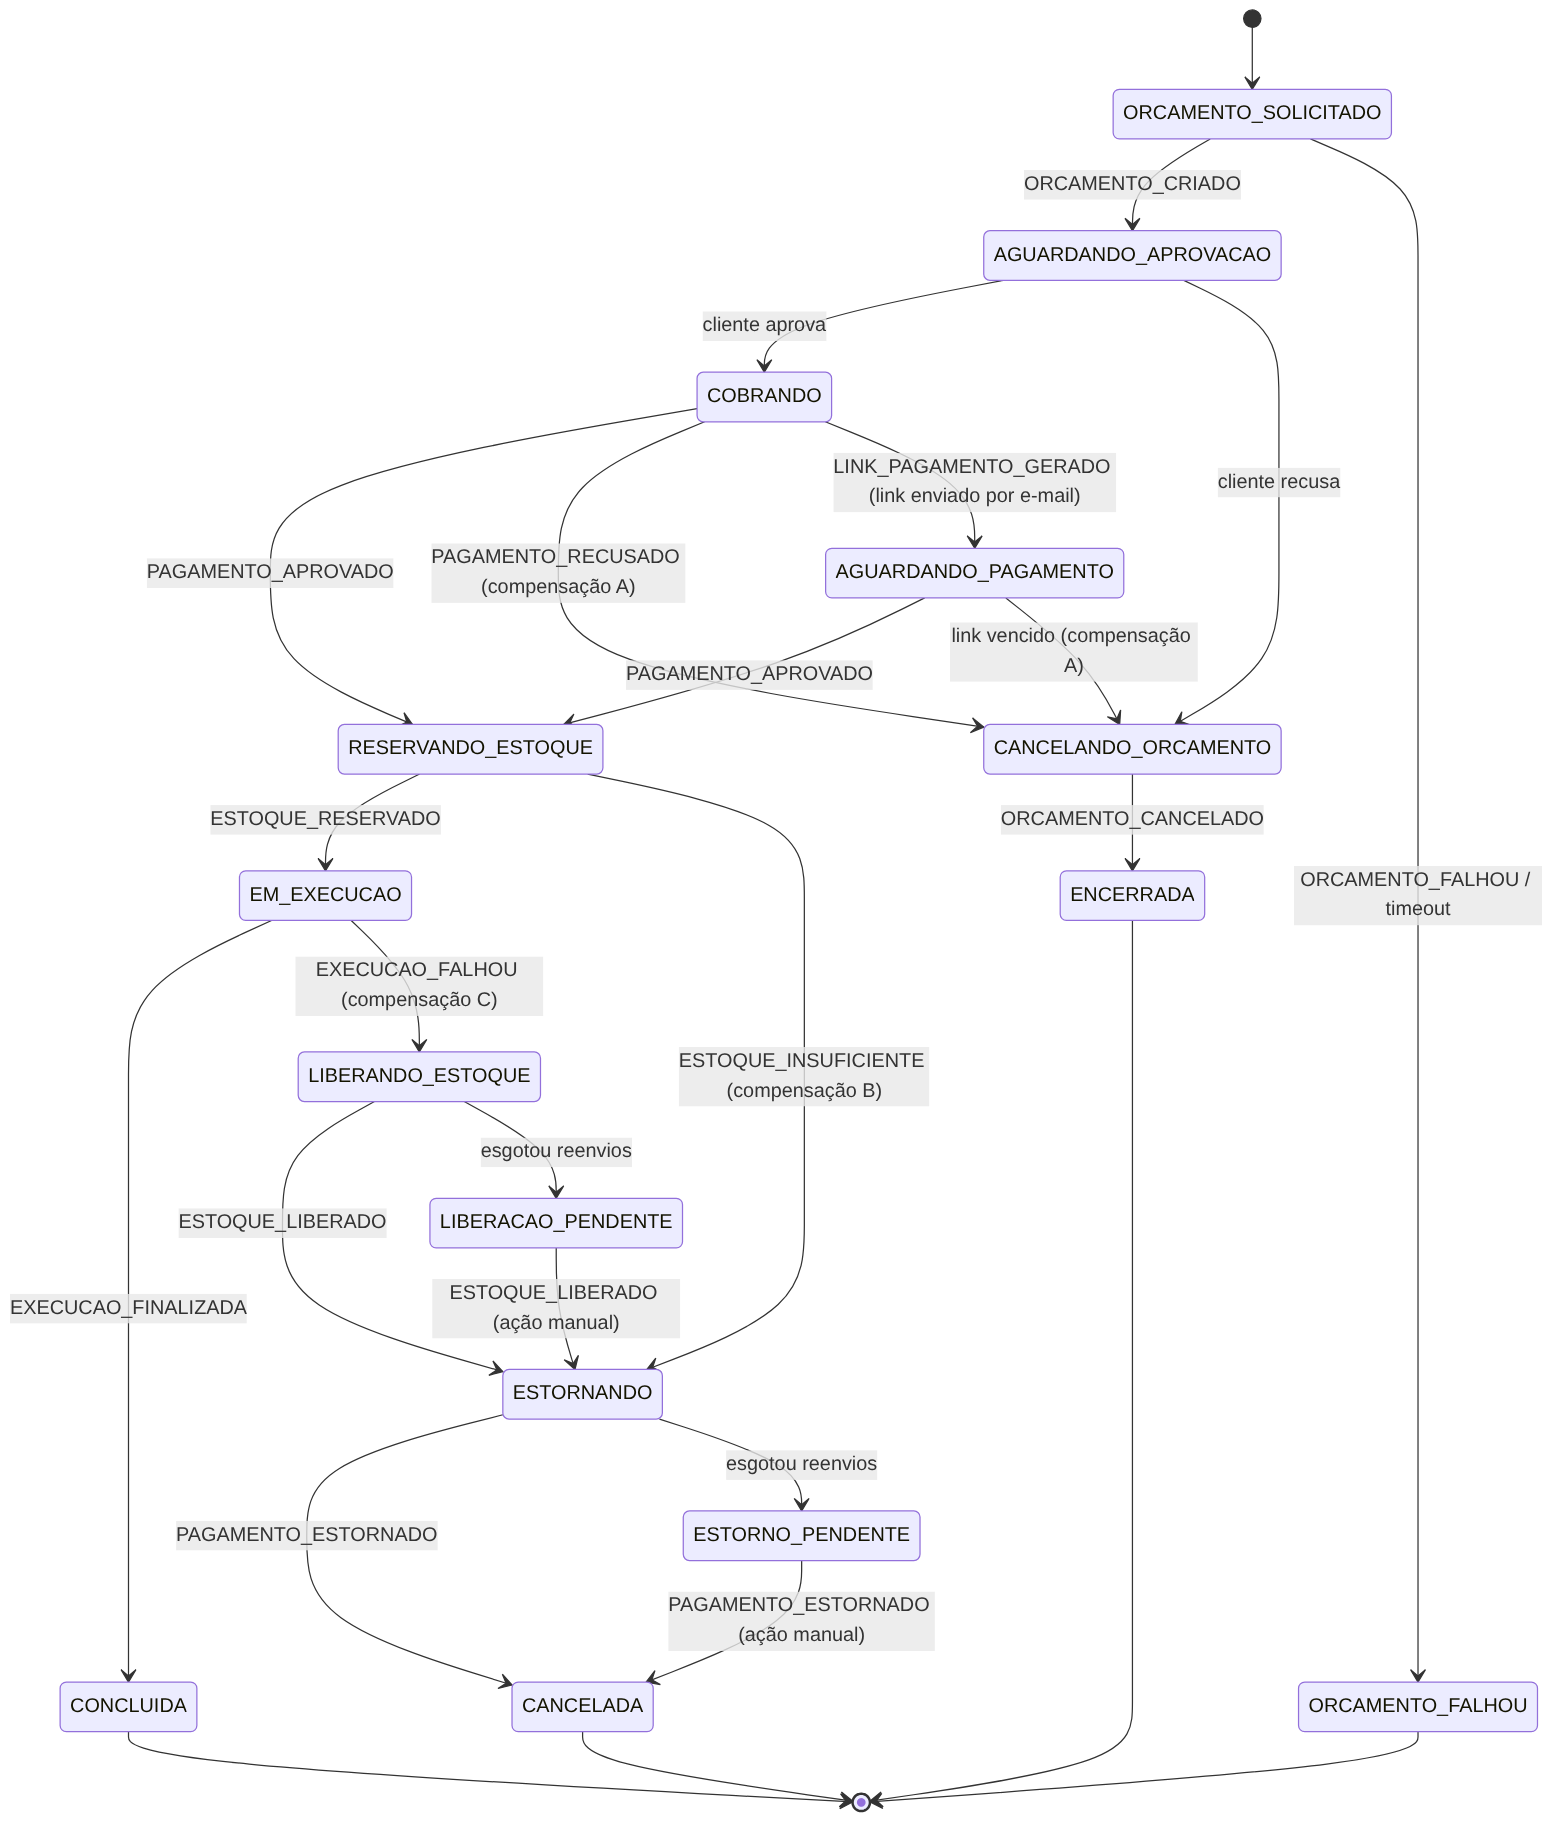 ORCAMENTO_SOLICITADO
ORCAMENTO_CRIADO
AGUARDANDO_APROVACAO
cliente aprova
COBRANDO
LINK_PAGAMENTO_GERADO
(link enviado por e-mail)
cliente recusa
PAGAMENTO_APROVADO
PAGAMENTO_RECUSADO
(compensação A)
AGUARDANDO_PAGAMENTO
link vencido (compensação
A)
PAGAMENTO_APROVADO
RESERVANDO_ESTOQUE
CANCELANDO_ORCAMENTO
ESTOQUE_RESERVADO
ORCAMENTO_CANCELADO
EM_EXECUCAO
ENCERRADA
ORCAMENTO_FALHOU /
timeout
EXECUCAO_FALHOU
(compensação C)
LIBERANDO_ESTOQUE
ESTOQUE_INSUFICIENTE
(compensação B)
esgotou reenvios
ESTOQUE_LIBERADO
LIBERACAO_PENDENTE
EXECUCAO_FINALIZADA
ESTOQUE_LIBERADO
(ação manual)
ESTORNANDO
esgotou reenvios
PAGAMENTO_ESTORNADO
ESTORNO_PENDENTE
PAGAMENTO_ESTORNADO
(ação manual)
CONCLUIDA
CANCELADA
ORCAMENTO_FALHOU